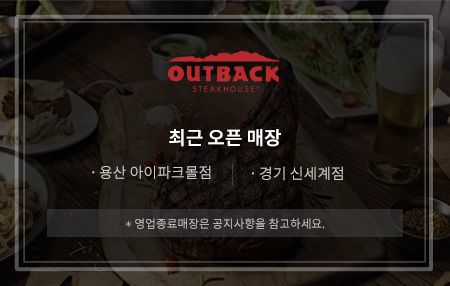 OUTBACK
STEAKHOUSE®
최근 오픈 매장
· 용산 아이파크몰점 | · 경기 신세계점
* 영업종료매장은 공지사항을 참고하세요.